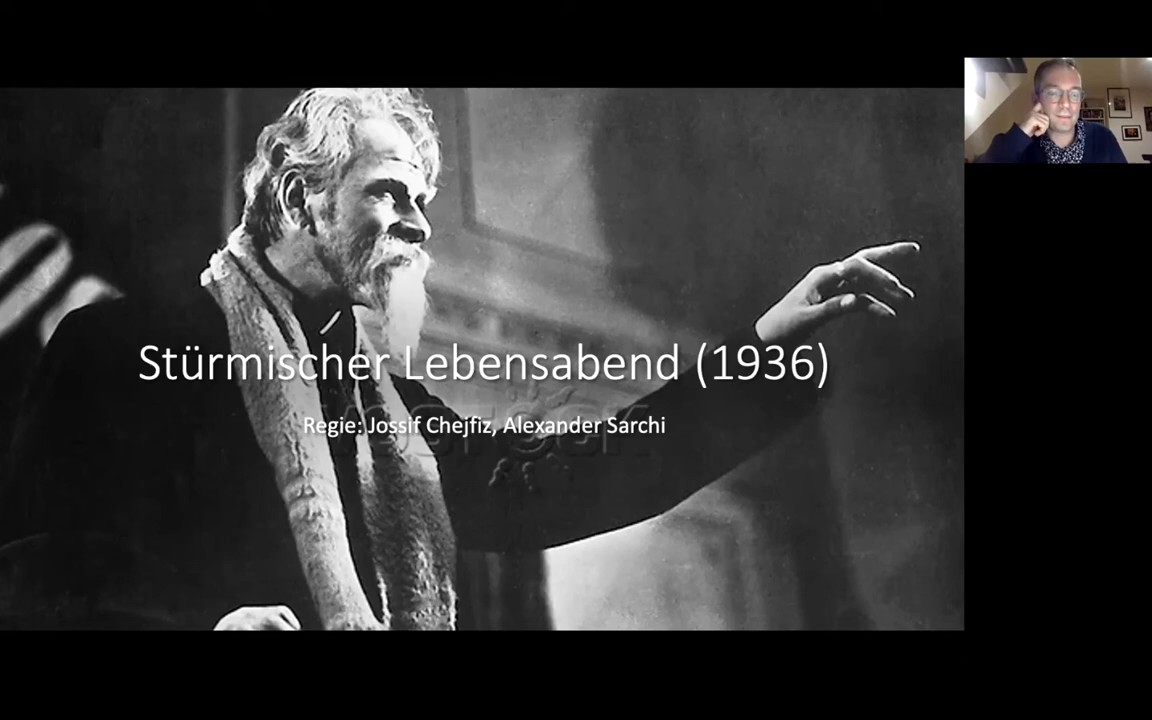 Stürmischer Lebensabend (1936)
Regie: Jossif Chejfiz, Alexander Sarchi